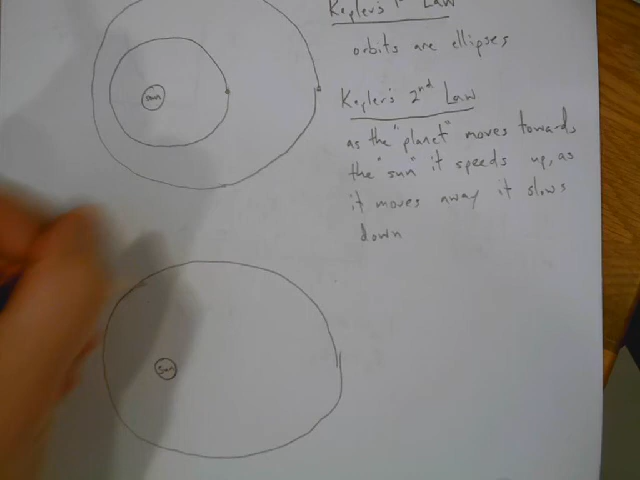 Kepler's 1st Law
orbits are ellipses
Kepler's 2nd Law
as the "planet" moves towards
the "sun" it speeds up, as
it moves away it slows
down
sun
Sun